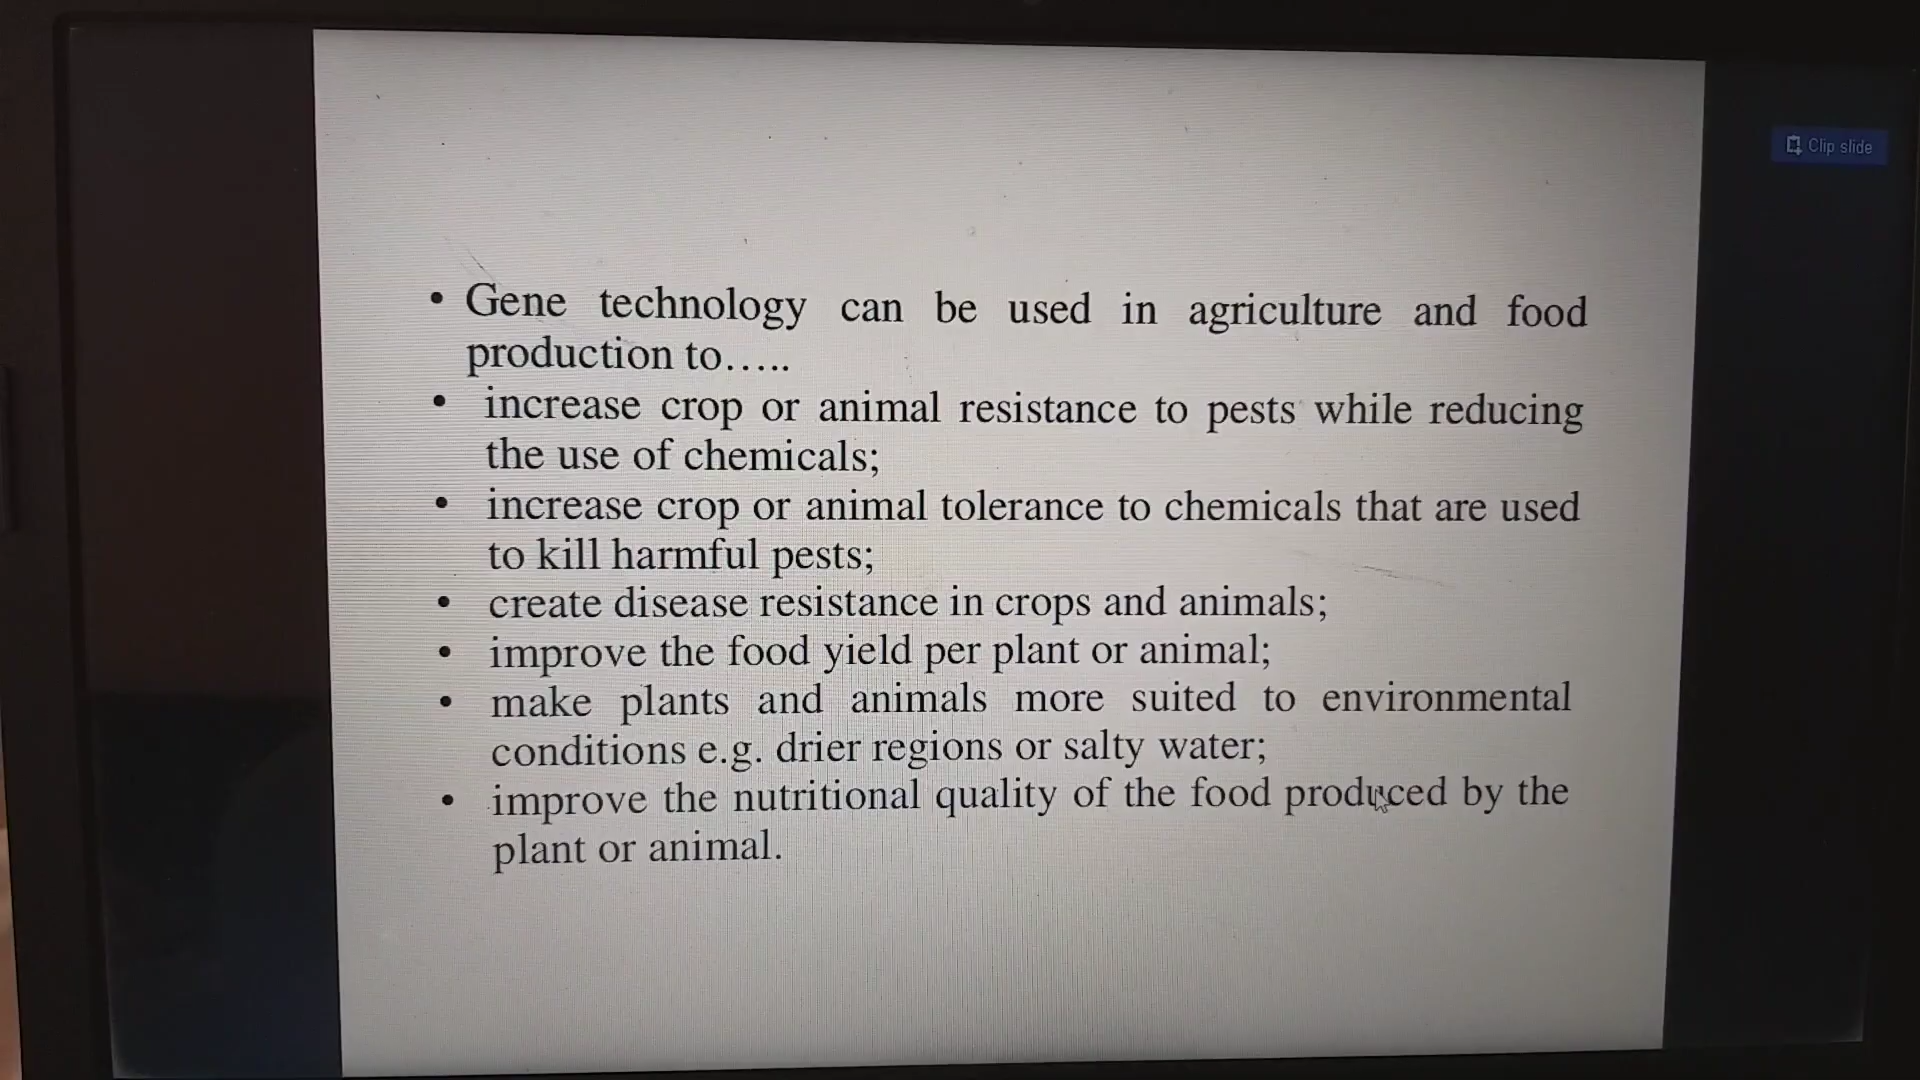 Clip slide
• Gene technology can be used in agriculture and food
production to.....
• increase crop or animal resistance to pests while reducing
the use of chemicals;
• increase crop or animal tolerance to chemicals that are used
to kill harmful pests;
• create disease resistance in crops and animals;
• improve the food yield per plant or animal;
• make plants and animals more suited to environmental
conditions e.g. drier regions or salty water;
• improve the nutritional quality of the food produced by the
plant or animal.